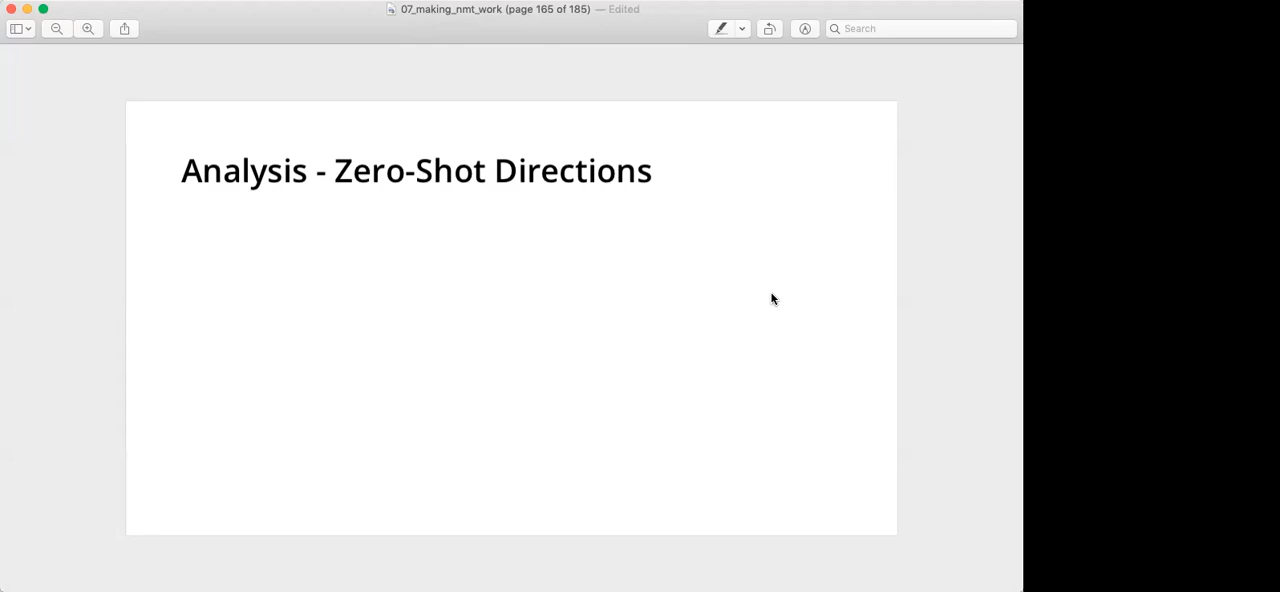 07_making_nmt_work (page 165 of 185) — Edited
Search
Analysis - Zero-Shot Directions